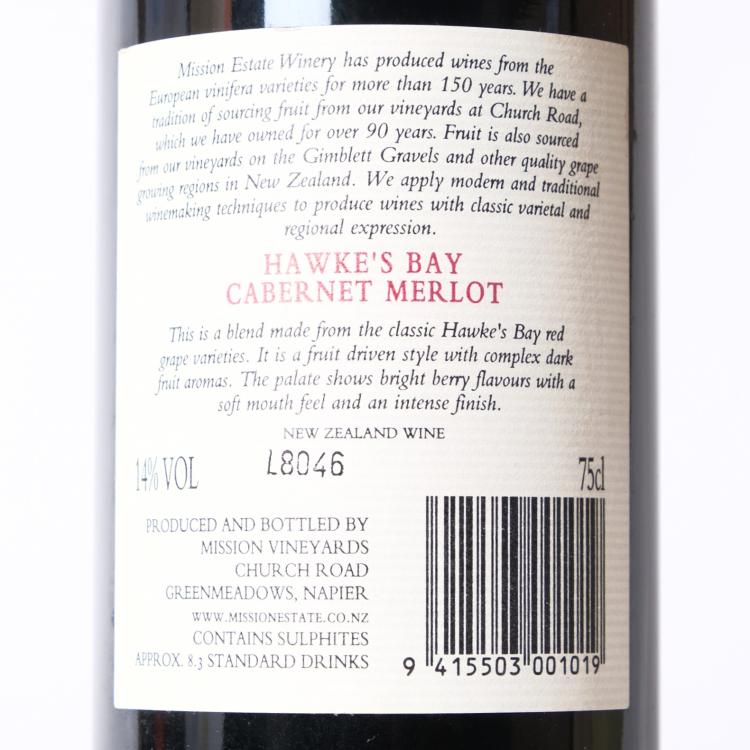 Mission Estate Winery has produced wines from the
European vinifera varieties for more than 150 years. We have a
tradition of sourcing fruit from our vineyards at Church Road,
which we have owned for over 90 years. Fruit is also sourced
from our vineyards on the Gimblett Gravels and other quality grape
growing regions in New Zealand. We apply modern and traditional
winemaking techniques to produce wines with classic varietal and
regional expression.
HAWKE'S BAY
CABERNET MERLOT
This is a blend made from the classic Hawke's Bay red
grape varieties. It is a fruit driven style with complex dark
fruit aromas. The palate shows bright berry flavours with a
soft mouth feel and an intense finish.
NEW ZEALAND WINE
14% VOL L8046 75cl
PRODUCED AND BOTTLED BY
MISSION VINEYARDS
CHURCH ROAD
GREENMEADOWS, NAPIER
WWW.MISSIONESTATE.CO.NZ
CONTAINS SULPHITES
APPROX. 8.3 STANDARD DRINKS
9 415503 001019